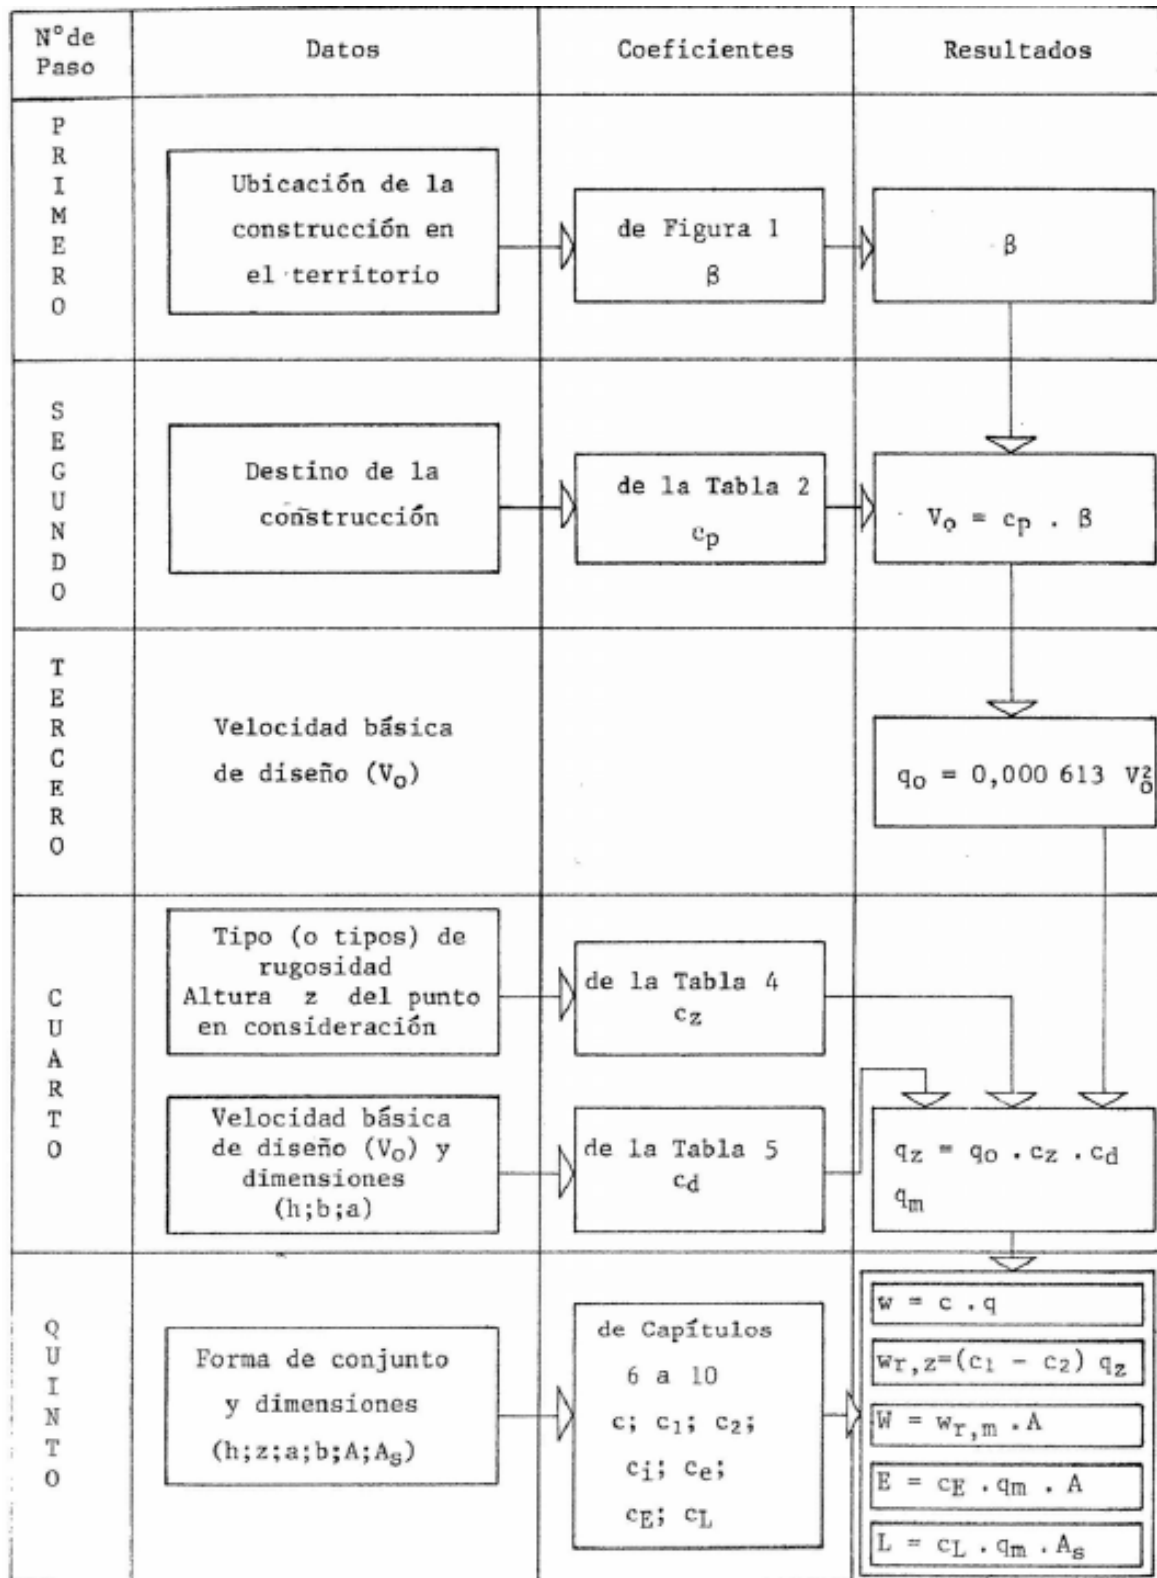 N°de
Paso
Datos
Coeficientes
Resultados
P
R
I
M
E
R
O
Ubicación de la
construcción en
el territorio
de Figura 1
β
β
S
E
G
U
N
D
O
Destino de la
construcción
de la Tabla 2
cp
Vo = cp . β
T
E
R
C
E
R
O
Velocidad básica
de diseño (Vo)
qo = 0,000 613 Vo²
C
U
A
R
T
O
Tipo (o tipos) de
rugosidad
Altura z del punto
en consideración
de la Tabla 4
cz
Velocidad básica
de diseño (Vo) y
dimensiones
(h;b;a)
de la Tabla 5
cd
qz = qo . cz . cd
qm
Q
U
I
N
T
O
Forma de conjunto
y dimensiones
(h;z;a;b;A;As)
de Capítulos
6 a 10
c; c1; c2;
ci; ce;
cE; cL
w = c . q
wr,z=(c1 - c2) qz
W = wr,m . A
E = cE . qm . A
L = cL . qm . As